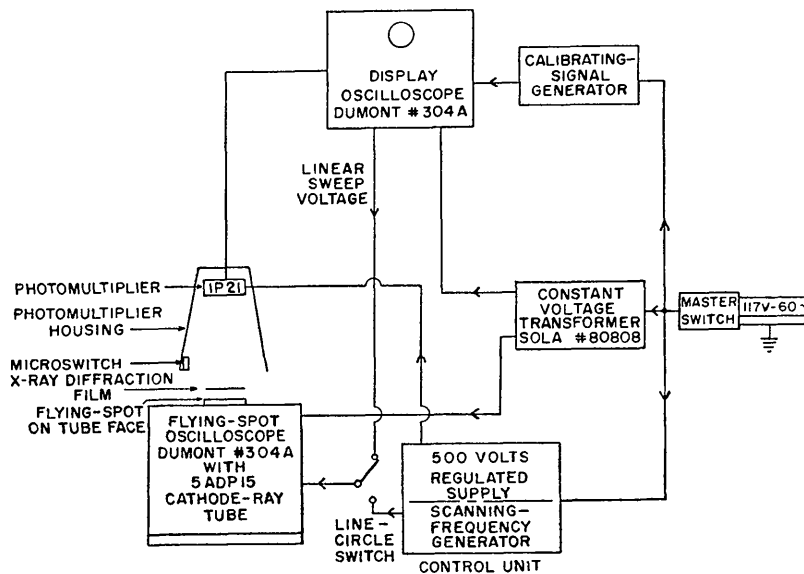 DISPLAY
OSCILLOSCOPE
DUMONT #304A
CALIBRATING-
SIGNAL
GENERATOR
LINEAR
SWEEP
VOLTAGE
PHOTOMULTIPLIER
1P21
PHOTOMULTIPLIER
HOUSING
CONSTANT
VOLTAGE
TRANSFORMER
SOLA #80808
MASTER
SWITCH
117V-60~
MICROSWITCH
X-RAY DIFFRACTION
FILM
FLYING-SPOT
ON TUBE FACE
FLYING-SPOT
OSCILLOSCOPE
DUMONT #304A
WITH
5ADP15
CATHODE-RAY
TUBE
LINE-
CIRCLE
SWITCH
500 VOLTS
REGULATED
SUPPLY
SCANNING-
FREQUENCY
GENERATOR
CONTROL UNIT